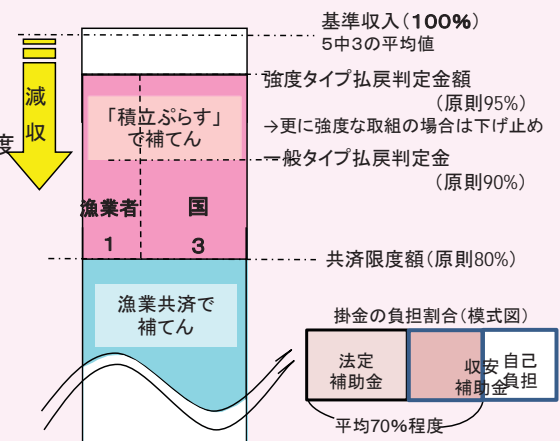 基準収入（100%）
5中3の平均値
減
収
度
強度タイプ払戻判定金額
（原則95%）
→更に強度な取組の場合は下げ止め
「積立ぷらす」
で補てん
一般タイプ払戻判定金
（原則90%）
漁業者
1
国
3
共済限度額（原則80%）
漁業共済で
補てん
掛金の負担割合（模式図）
法定
補助金
収安
補助金
自己
負担
平均70%程度